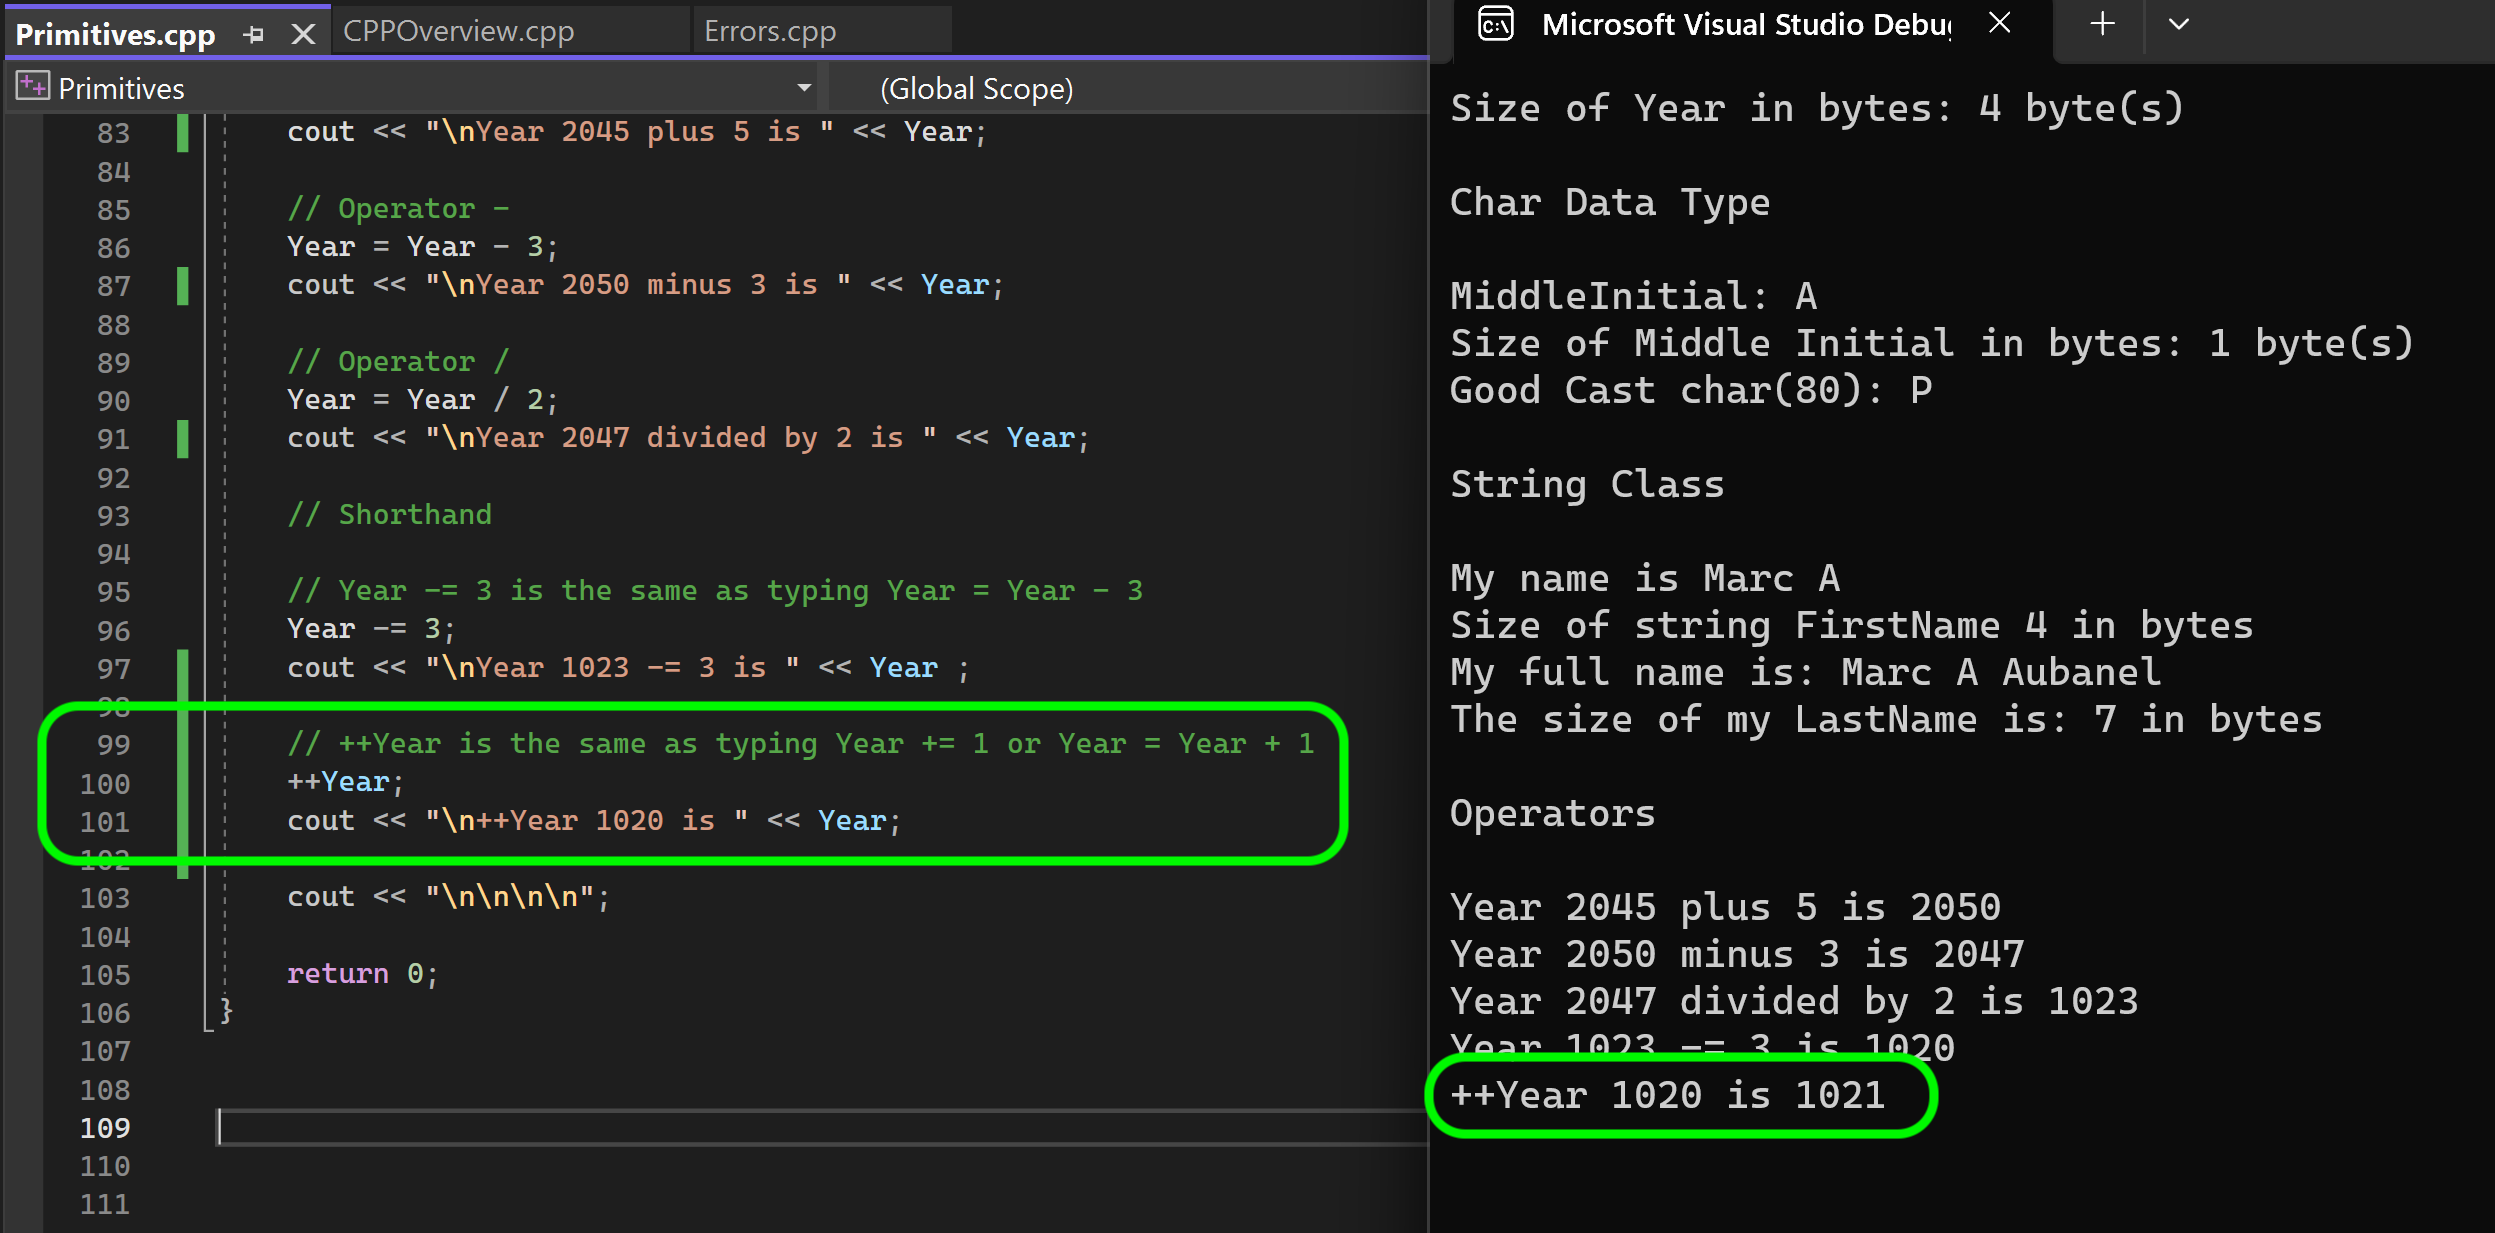 Primitives.cpp
CPPOverview.cpp
Errors.cpp
Primitives
(Global Scope)
83 cout << "\nYear 2045 plus 5 is " << Year;
84
85 // Operator -
86 Year = Year - 3;
87 cout << "\nYear 2050 minus 3 is " << Year;
88
89 // Operator /
90 Year = Year / 2;
91 cout << "\nYear 2047 divided by 2 is " << Year;
92
93 // Shorthand
94
95 // Year -= 3 is the same as typing Year = Year - 3
96 Year -= 3;
97 cout << "\nYear 1023 -= 3 is " << Year ;
98
99 // ++Year is the same as typing Year += 1 or Year = Year + 1
100 ++Year;
101 cout << "\n++Year 1020 is " << Year;
102
103 cout << "\n\n\n\n";
104
105 return 0;
106 }
107
108
109
110
111
C:\ Microsoft Visual Studio Debu
Size of Year in bytes: 4 byte(s)
Char Data Type
MiddleInitial: A
Size of Middle Initial in bytes: 1 byte(s)
Good Cast char(80): P
String Class
My name is Marc A
Size of string FirstName 4 in bytes
My full name is: Marc A Aubanel
The size of my LastName is: 7 in bytes
Operators
Year 2045 plus 5 is 2050
Year 2050 minus 3 is 2047
Year 2047 divided by 2 is 1023
Year 1023 -= 3 is 1020
++Year 1020 is 1021